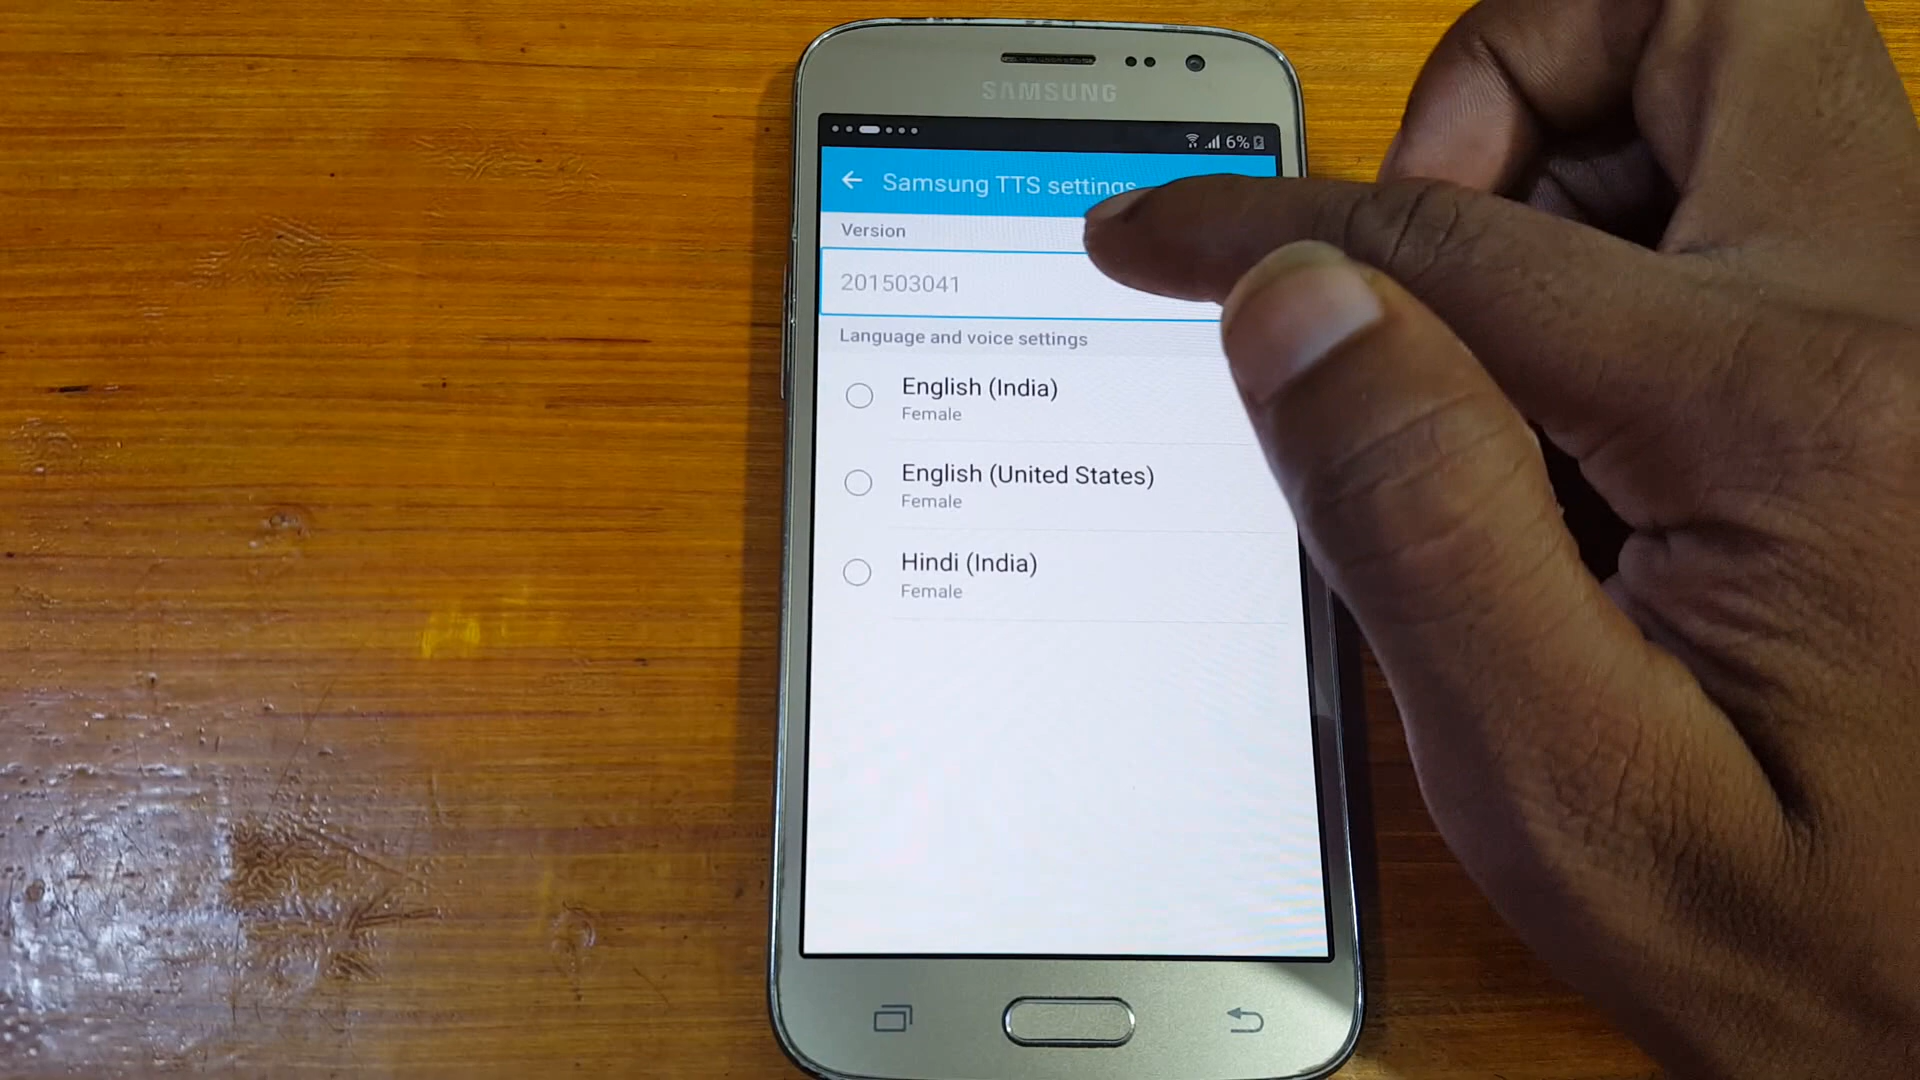 SAMSUNG
6%
Samsung TTS settings
Version
201503041
Language and voice settings
English (India)
Female
English (United States)
Female
Hindi (India)
Female